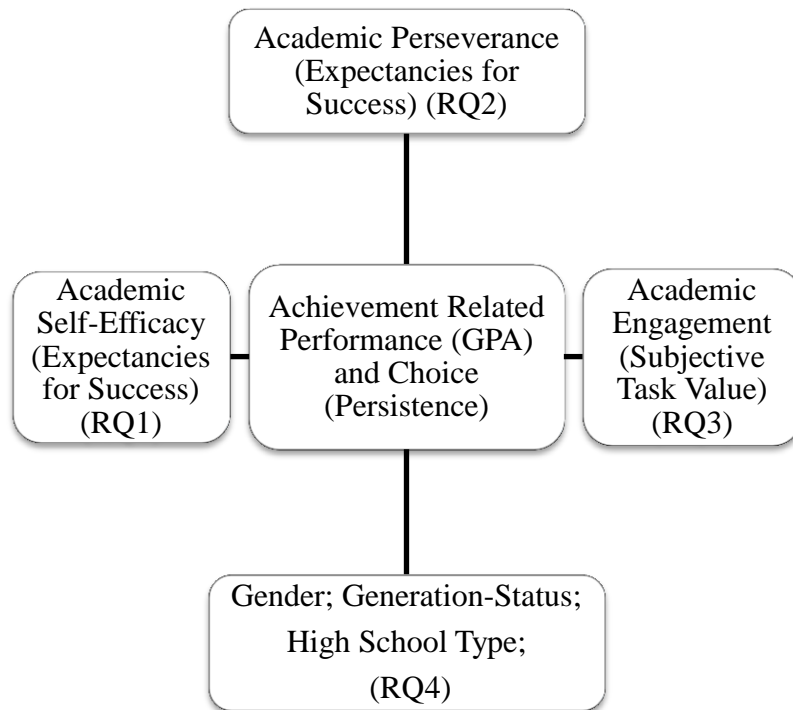 Academic Perseverance
(Expectancies for
Success) (RQ2)
Academic
Self-Efficacy
(Expectancies
for Success)
(RQ1)
Achievement Related
Performance (GPA)
and Choice
(Persistence)
Academic
Engagement
(Subjective
Task Value)
(RQ3)
Gender; Generation-Status;
High School Type;
(RQ4)